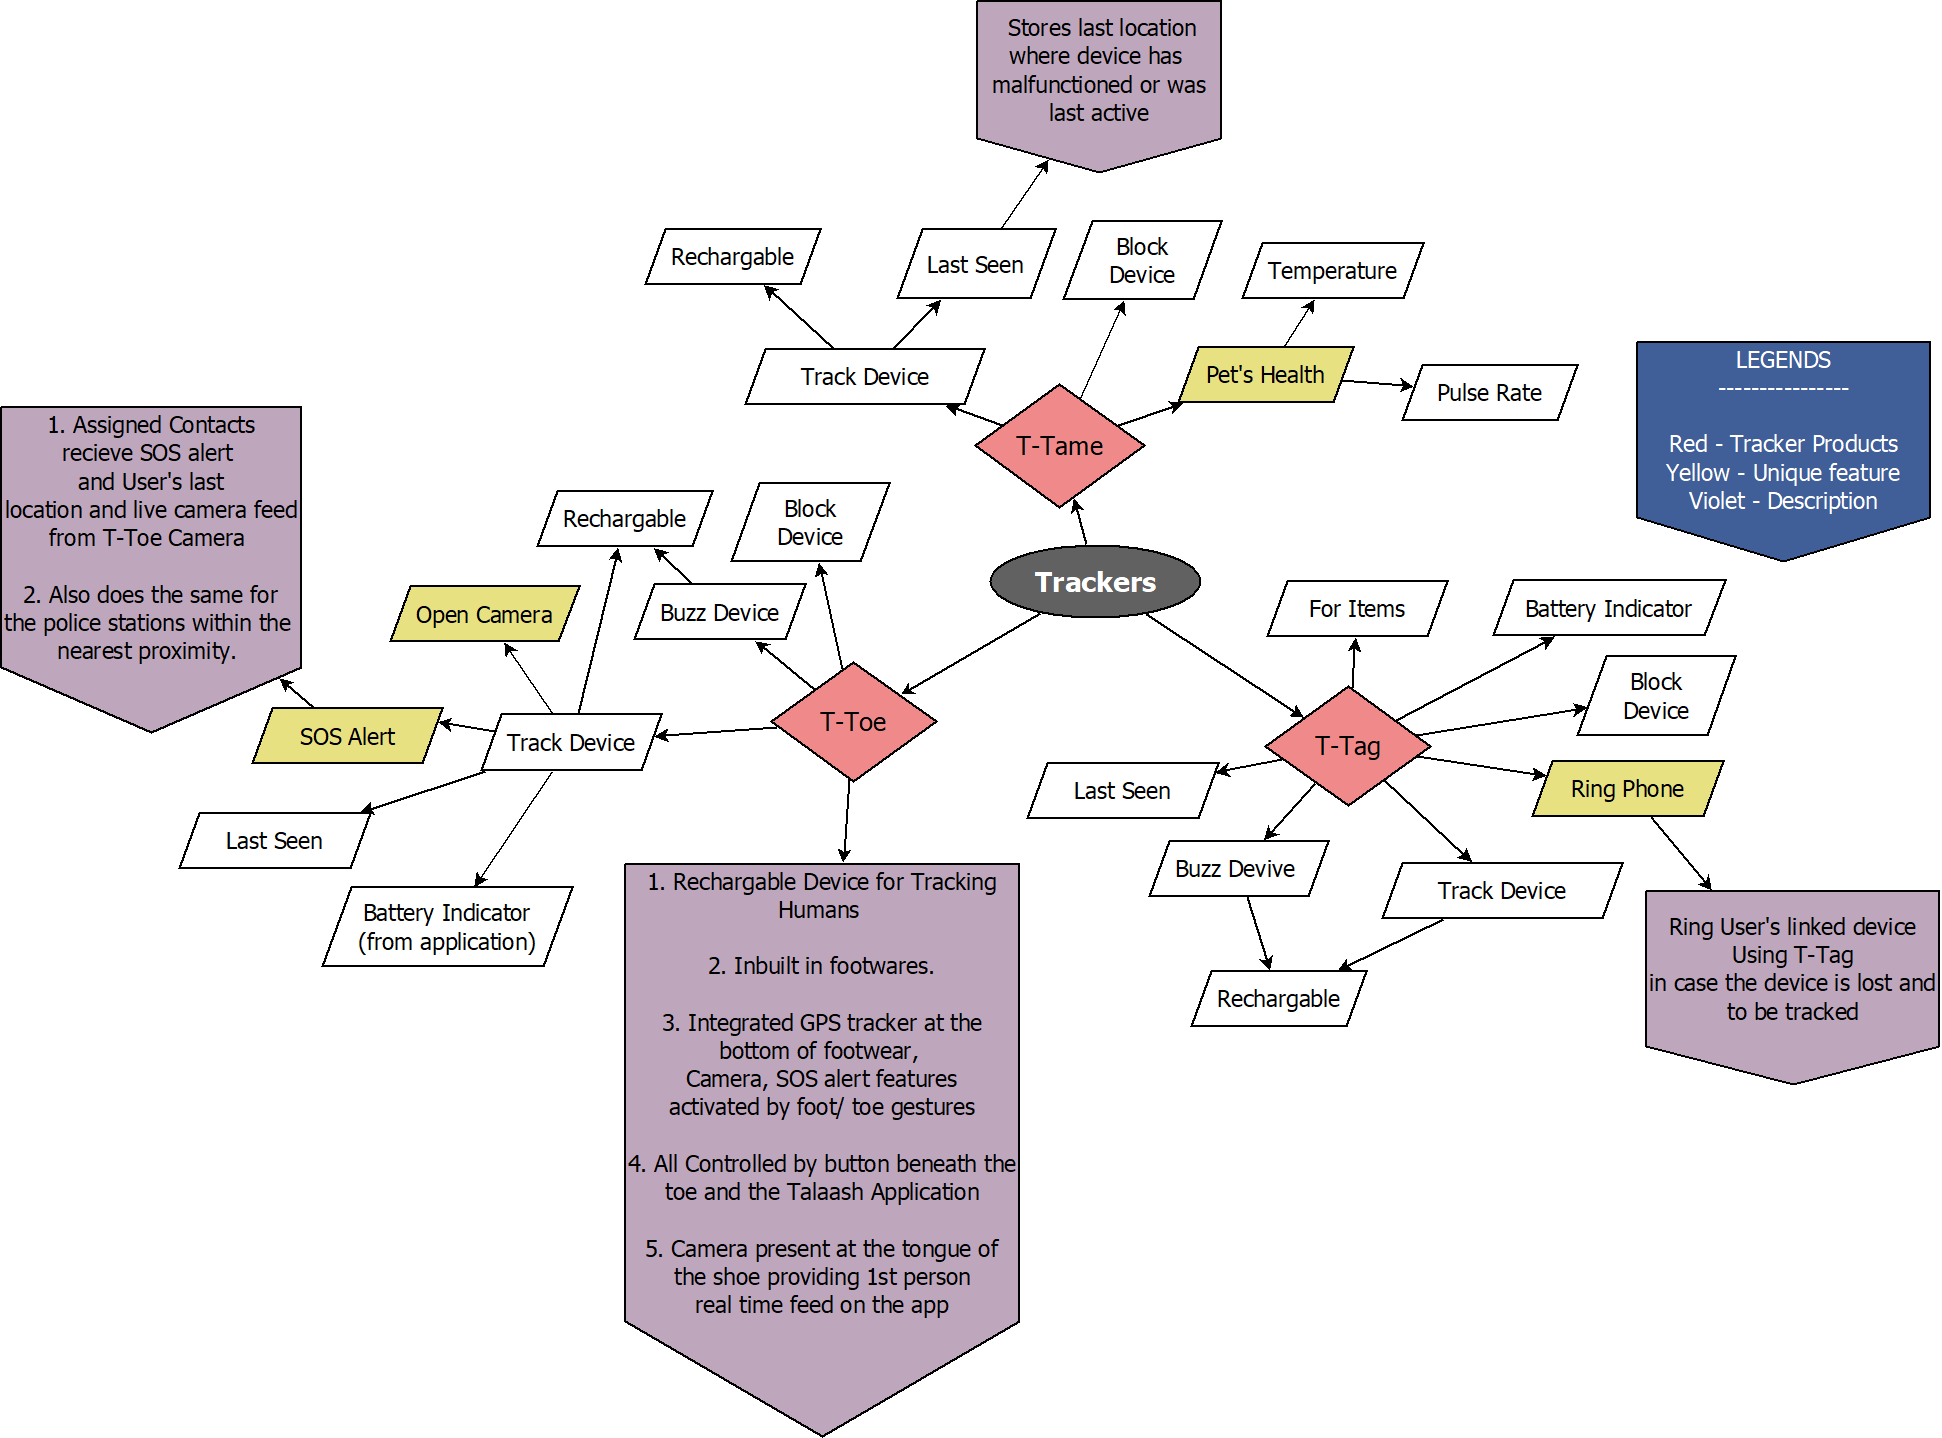 Stores last location
where device has
malfunctioned or was
last active
Rechargable
Last Seen
Block
Device
Temperature
Track Device
Pet's Health
Pulse Rate
T-Tame
LEGENDS
----------------
Red - Tracker Products
Yellow - Unique feature
Violet - Description
1. Assigned Contacts
recieve SOS alert
and User's last
location and live camera feed
from T-Toe Camera
2. Also does the same for
the police stations within the
nearest proximity.
Rechargable
Block
Device
Open Camera
Buzz Device
Trackers
For Items
Battery Indicator
Block
Device
SOS Alert
Track Device
T-Toe
T-Tag
Last Seen
Ring Phone
Last Seen
Buzz Devive
Track Device
Battery Indicator
(from application)
Rechargable
1. Rechargable Device for Tracking
Humans
2. Inbuilt in footwares.
3. Integrated GPS tracker at the
bottom of footwear,
Camera, SOS alert features
activated by foot/ toe gestures
4. All Controlled by button beneath the
toe and the Talaash Application
5. Camera present at the tongue of
the shoe providing 1st person
real time feed on the app
Ring User's linked device
Using T-Tag
in case the device is lost and
to be tracked